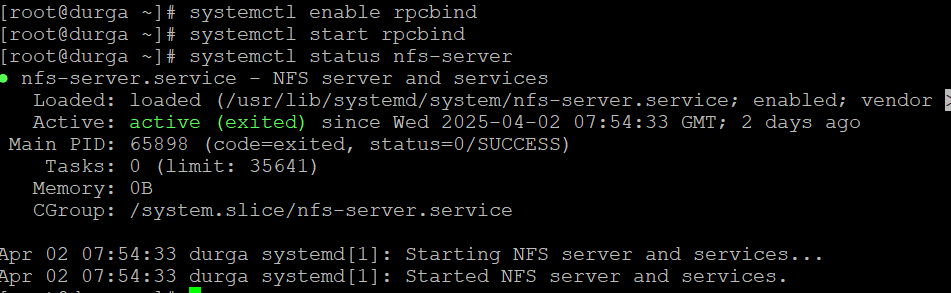 [root@durga ~]# systemctl enable rpcbind
[root@durga ~]# systemctl start rpcbind
[root@durga ~]# systemctl status nfs-server
● nfs-server.service - NFS server and services
   Loaded: loaded (/usr/lib/systemd/system/nfs-server.service; enabled; vendor >
   Active: active (exited) since Wed 2025-04-02 07:54:33 GMT; 2 days ago
 Main PID: 65898 (code=exited, status=0/SUCCESS)
    Tasks: 0 (limit: 35641)
   Memory: 0B
   CGroup: /system.slice/nfs-server.service

Apr 02 07:54:33 durga systemd[1]: Starting NFS server and services...
Apr 02 07:54:33 durga systemd[1]: Started NFS server and services.
[root@durga ~]#